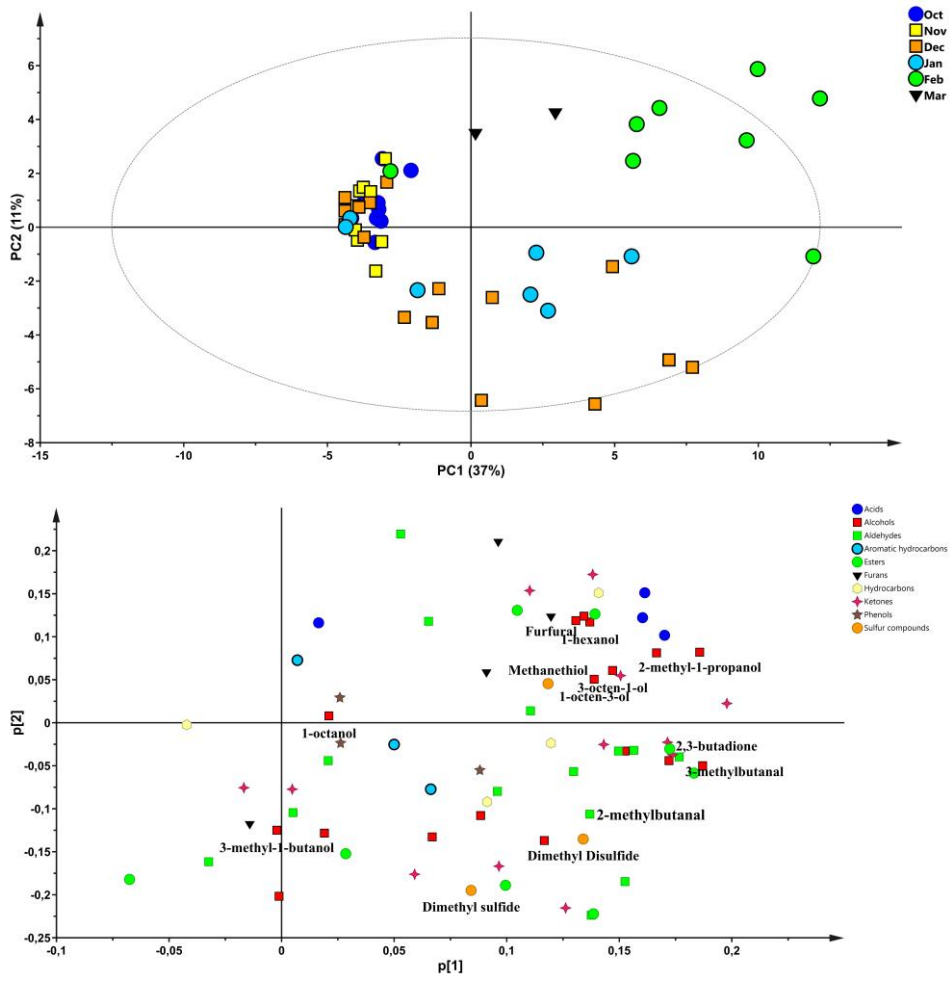 Oct
Nov
Dec
Jan
Feb
Mar
6
4
2
0
-2
-4
-6
-8
PC2 (11%)
-15
-10
-5
0
5
10
PC1 (37%)
Acids
Alcohols
Aldehydes
Aromatic hydrocarbons
Esters
Furans
Hydrocarbons
Ketones
Phenols
Sulfur compounds
0,2
0,15
0,1
0,05
0
-0,05
-0,1
-0,15
-0,2
-0,25
p[2]
Furfural
1-hexanol
Methanethiol
2-methyl-1-propanol
3-octen-1-ol
1-octen-3-ol
1-octanol
2,3-butadione
3-methylbutanal
2-methylbutanal
3-methyl-1-butanol
Dimethyl Disulfide
Dimethyl sulfide
-0,1
-0,05
0
0,05
0,1
0,15
0,2
p[1]